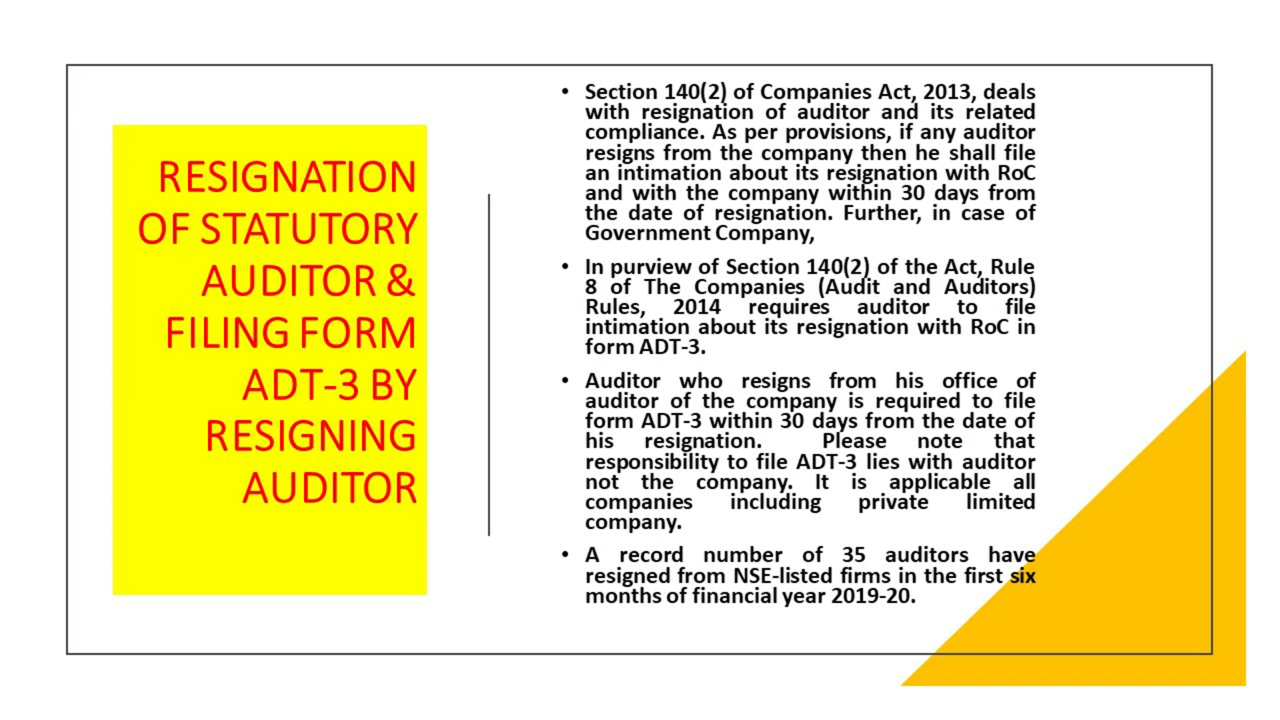 RESIGNATION
OF STATUTORY
AUDITOR &
FILING FORM
ADT-3 BY
RESIGNING
AUDITOR
• Section 140(2) of Companies Act, 2013, deals
with resignation of auditor and its related
compliance. As per provisions, if any auditor
resigns from the company then he shall file
an intimation about its resignation with RoC
and with the company within 30 days from
the date of resignation. Further, in case of
Government Company,
• In purview of Section 140(2) of the Act, Rule
8 of The Companies (Audit and Auditors)
Rules, 2014 requires auditor to file
intimation about its resignation with RoC in
form ADT-3.
• Auditor who resigns from his office of
auditor of the company is required to file
form ADT-3 within 30 days from the date of
his resignation. Please note that
responsibility to file ADT-3 lies with auditor
not the company. It is applicable all
companies including private limited
company.
• A record number of 35 auditors have
resigned from NSE-listed firms in the first six
months of financial year 2019-20.